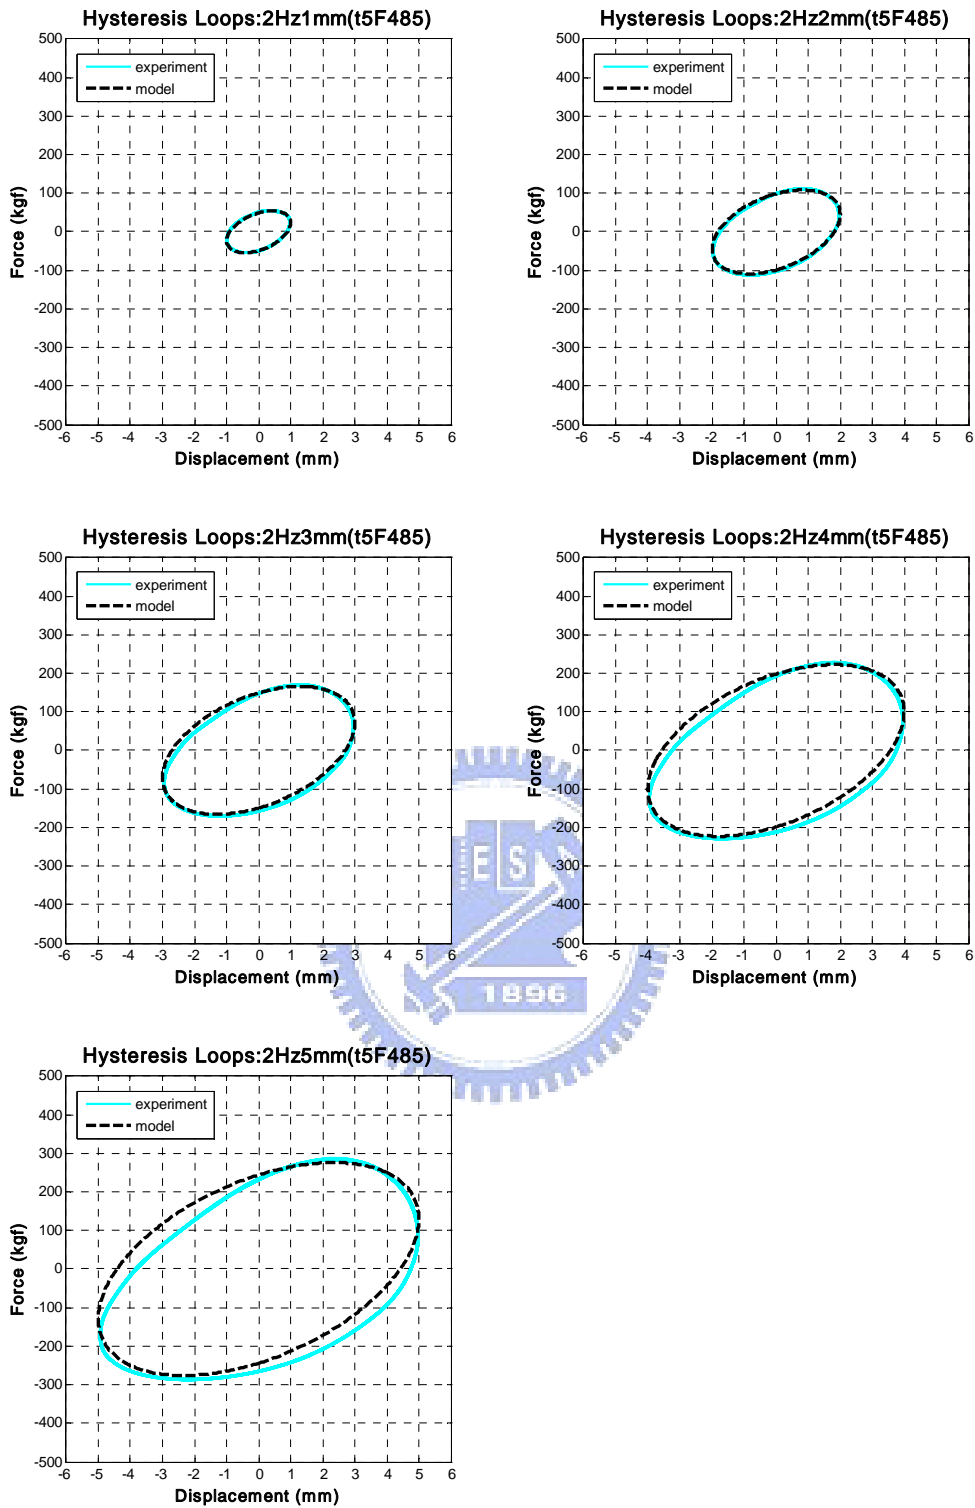 Hysteresis Loops:2Hz1mm(t5F485)
500
400
300
200
100
0
-100
-200
-300
-400
-500
Force (kgf)
experiment
model
-6 -5 -4 -3 -2 -1 0 1 2 3 4 5 6
Displacement (mm)
Hysteresis Loops:2Hz2mm(t5F485)
500
400
300
200
100
0
-100
-200
-300
-400
-500
Force (kgf)
experiment
model
-6 -5 -4 -3 -2 -1 0 1 2 3 4 5 6
Displacement (mm)
Hysteresis Loops:2Hz3mm(t5F485)
500
400
300
200
100
0
-100
-200
-300
-400
-500
Force (kgf)
experiment
model
-6 -5 -4 -3 -2 -1 0 1 2 3 4 5 6
Displacement (mm)
Hysteresis Loops:2Hz4mm(t5F485)
500
400
300
200
100
0
-100
-200
-300
-400
-500
Force (kgf)
experiment
model
-6 -5 -4 -3 -2 -1 0 1 2 3 4 5 6
Displacement (mm)
ES
1896
Hysteresis Loops:2Hz5mm(t5F485)
500
400
300
200
100
0
-100
-200
-300
-400
-500
Force (kgf)
experiment
model
-6 -5 -4 -3 -2 -1 0 1 2 3 4 5 6
Displacement (mm)